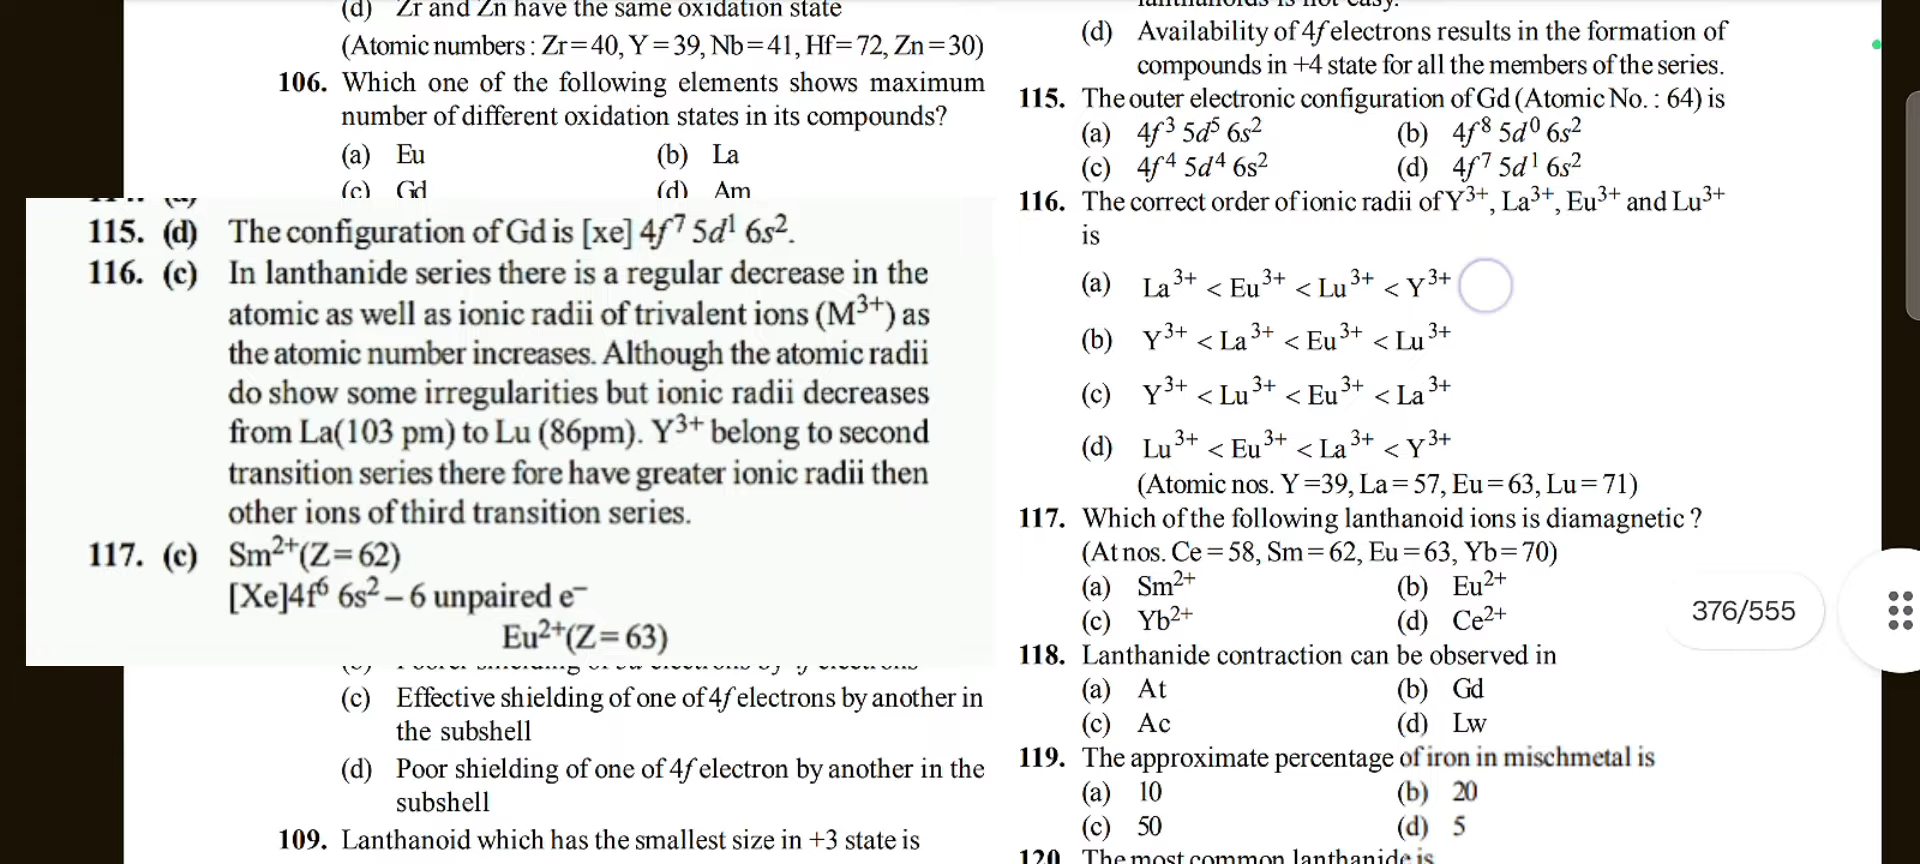 (d) Zr and Zn have the same oxidation state
(Atomic numbers : Zr=40, Y=39, Nb=41, Hf=72, Zn=30)
106. Which one of the following elements shows maximum
number of different oxidation states in its compounds?
(a) Eu (b) La
(c) Gd (d) Am
115. (d) The configuration of Gd is [xe] 4f⁷ 5d¹ 6s².
116. (c) In lanthanide series there is a regular decrease in the
atomic as well as ionic radii of trivalent ions (M³⁺) as
the atomic number increases. Although the atomic radii
do show some irregularities but ionic radii decreases
from La(103 pm) to Lu (86pm). Y³⁺ belong to second
transition series there fore have greater ionic radii then
other ions of third transition series.
117. (c) Sm²⁺(Z=62)
[Xe]4f⁶ 6s² – 6 unpaired e⁻
Eu²⁺(Z=63)
(c) Effective shielding of one of 4f electrons by another in
the subshell
(d) Poor shielding of one of 4f electron by another in the
subshell
109. Lanthanoid which has the smallest size in +3 state is
(d) Availability of 4f electrons results in the formation of
compounds in +4 state for all the members of the series.
115. The outer electronic configuration of Gd (Atomic No. : 64) is
(a) 4f³ 5d⁵ 6s² (b) 4f⁸ 5d⁰ 6s²
(c) 4f⁴ 5d⁴ 6s² (d) 4f⁷ 5d¹ 6s²
116. The correct order of ionic radii of Y³⁺, La³⁺, Eu³⁺ and Lu³⁺
is
(a) La³⁺ < Eu³⁺ < Lu³⁺ < Y³⁺
(b) Y³⁺ < La³⁺ < Eu³⁺ < Lu³⁺
(c) Y³⁺ < Lu³⁺ < Eu³⁺ < La³⁺
(d) Lu³⁺ < Eu³⁺ < La³⁺ < Y³⁺
(Atomic nos. Y=39, La=57, Eu=63, Lu=71)
117. Which of the following lanthanoid ions is diamagnetic ?
(At nos. Ce=58, Sm=62, Eu=63, Yb=70)
(a) Sm²⁺ (b) Eu²⁺
(c) Yb²⁺ (d) Ce²⁺
118. Lanthanide contraction can be observed in
(a) At (b) Gd
(c) Ac (d) Lw
119. The approximate percentage of iron in mischmetal is
(a) 10 (b) 20
(c) 50 (d) 5
120 The most common lanthanide is
376/555